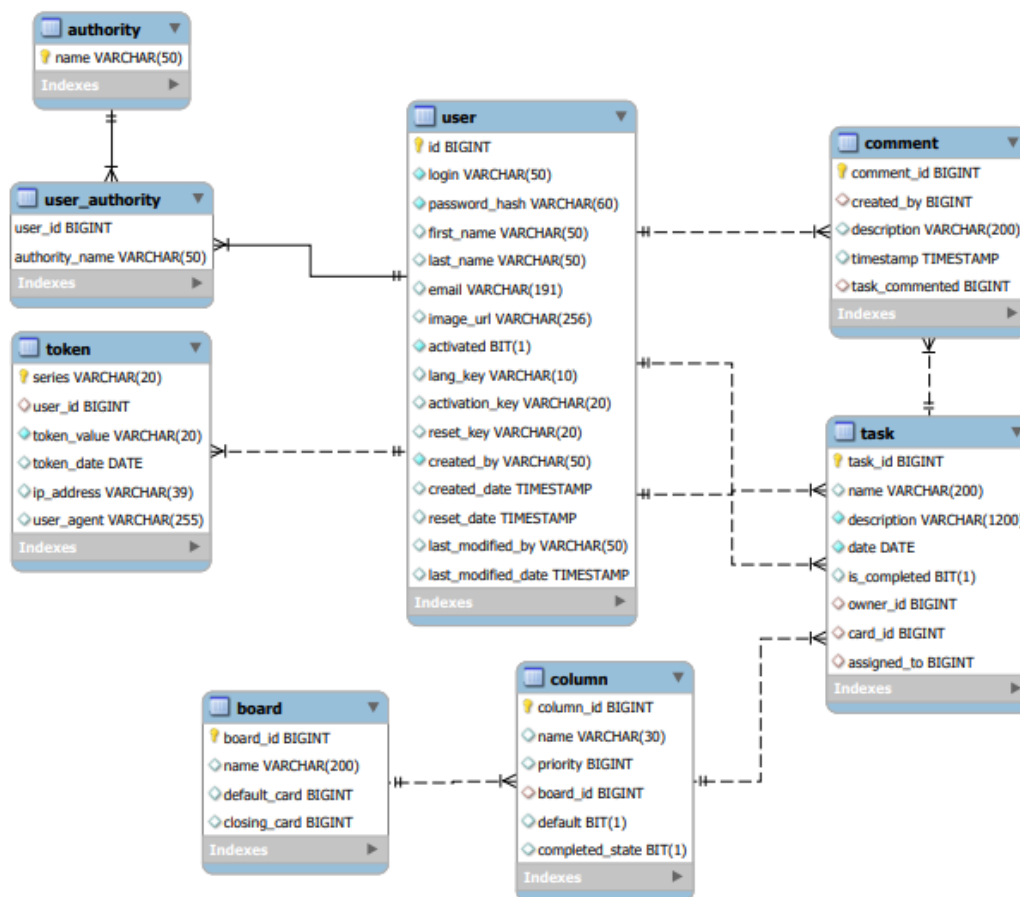 authority
name VARCHAR(50)
Indexes
user_authority
user_id BIGINT
authority_name VARCHAR(50)
Indexes
token
series VARCHAR(20)
user_id BIGINT
token_value VARCHAR(20)
token_date DATE
ip_address VARCHAR(39)
user_agent VARCHAR(255)
Indexes
user
id BIGINT
login VARCHAR(50)
password_hash VARCHAR(60)
first_name VARCHAR(50)
last_name VARCHAR(50)
email VARCHAR(191)
image_url VARCHAR(256)
activated BIT(1)
lang_key VARCHAR(10)
activation_key VARCHAR(20)
reset_key VARCHAR(20)
created_by VARCHAR(50)
created_date TIMESTAMP
reset_date TIMESTAMP
last_modified_by VARCHAR(50)
last_modified_date TIMESTAMP
Indexes
comment
comment_id BIGINT
created_by BIGINT
description VARCHAR(200)
timestamp TIMESTAMP
task_commented BIGINT
Indexes
task
task_id BIGINT
name VARCHAR(200)
description VARCHAR(1200)
date DATE
is_completed BIT(1)
owner_id BIGINT
card_id BIGINT
assigned_to BIGINT
Indexes
board
board_id BIGINT
name VARCHAR(200)
default_card BIGINT
closing_card BIGINT
Indexes
column
column_id BIGINT
name VARCHAR(30)
priority BIGINT
board_id BIGINT
default BIT(1)
completed_state BIT(1)
Indexes